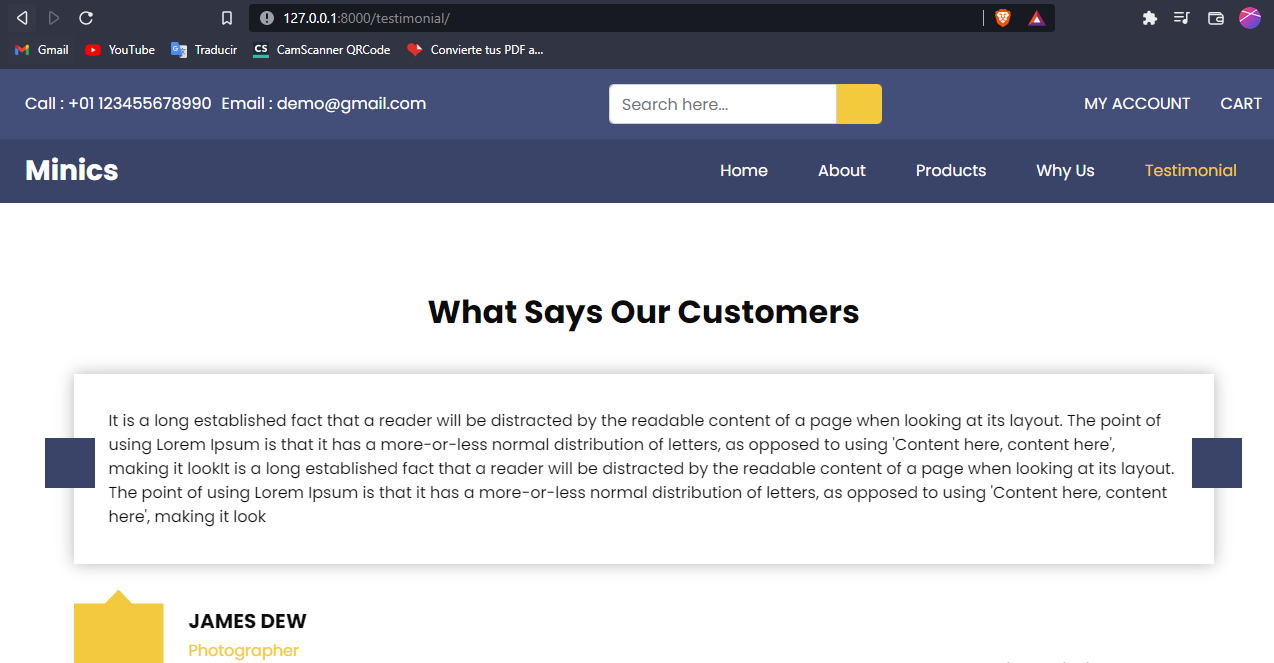 127.0.0.1:8000/testimonial/
Gmail YouTube Traducir CS CamScanner QRCode Convierte tus PDF a...
Call : +01 123455678990 Email : demo@gmail.com Search here... MY ACCOUNT CART
Minics Home About Products Why Us Testimonial
What Says Our Customers
It is a long established fact that a reader will be distracted by the readable content of a page when looking at its layout. The point of
using Lorem Ipsum is that it has a more-or-less normal distribution of letters, as opposed to using 'Content here, content here',
making it lookIt is a long established fact that a reader will be distracted by the readable content of a page when looking at its layout.
The point of using Lorem Ipsum is that it has a more-or-less normal distribution of letters, as opposed to using 'Content here, content
here', making it look
JAMES DEW
Photographer